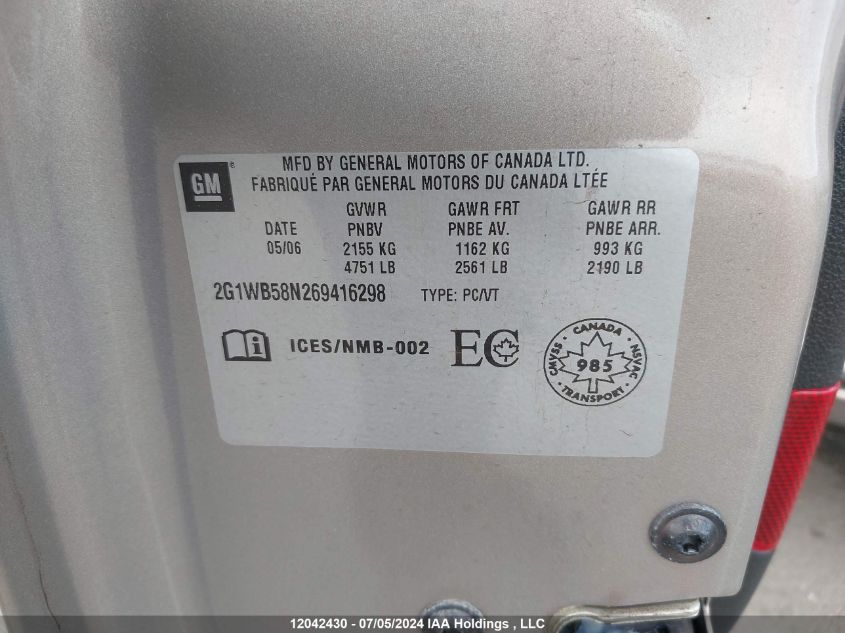 GM ®
MFD BY GENERAL MOTORS OF CANADA LTD.
FABRIQUÉ PAR GENERAL MOTORS DU CANADA LTÉE
GVWR GAWR FRT GAWR RR
DATE PNBV PNBE AV. PNBE ARR.
05/06 2155 KG 1162 KG 993 KG
4751 LB 2561 LB 2190 LB
2G1WB58N269416298 TYPE: PC/VT
i ICES/NMB-002 EC
CANADA
CMVSS 985 NSVAC
TRANSPORT
12042430 - 07/05/2024 IAA Holdings , LLC